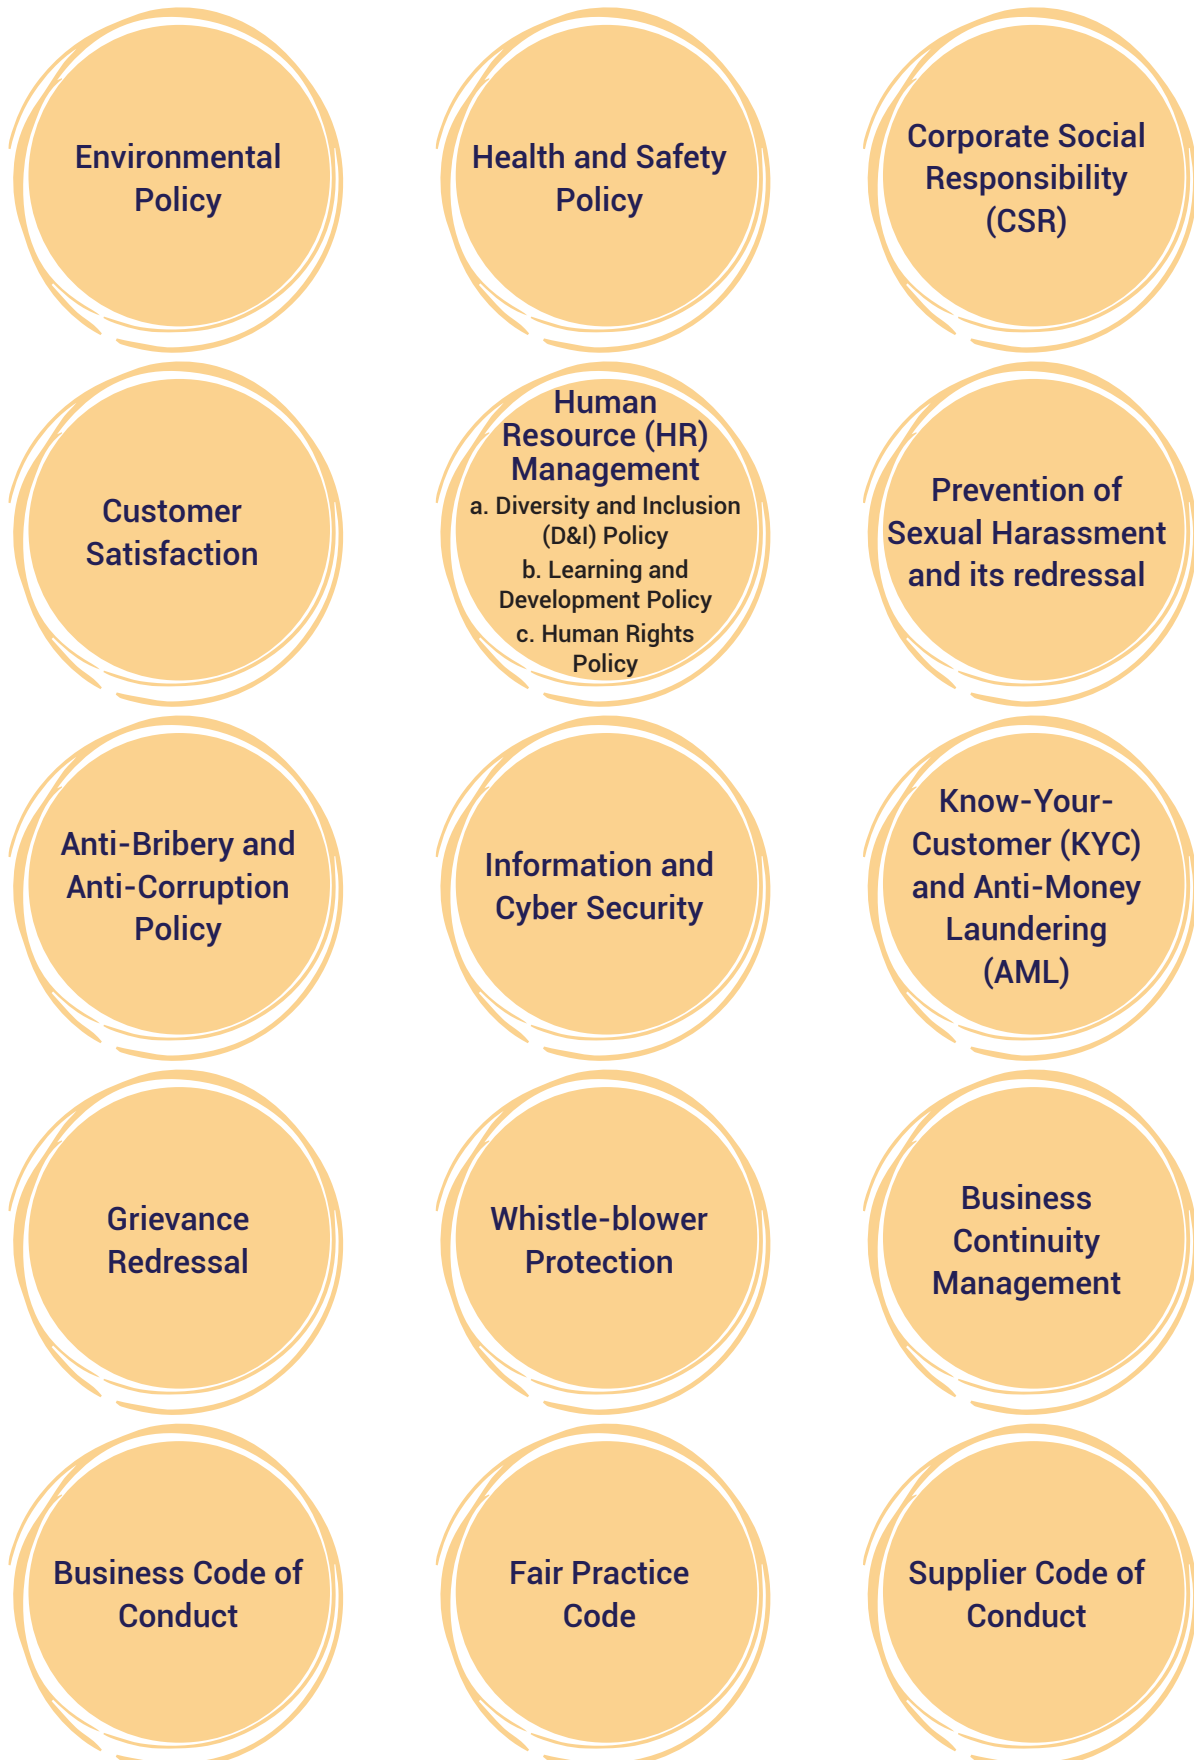 Environmental
Policy
Health and Safety
Policy
Corporate Social
Responsibility
(CSR)
Customer
Satisfaction
Human
Resource (HR)
Management
a. Diversity and Inclusion
(D&I) Policy
b. Learning and
Development Policy
c. Human Rights
Policy
Prevention of
Sexual Harassment
and its redressal
Anti-Bribery and
Anti-Corruption
Policy
Information and
Cyber Security
Know-Your-
Customer (KYC)
and Anti-Money
Laundering
(AML)
Grievance
Redressal
Whistle-blower
Protection
Business
Continuity
Management
Business Code of
Conduct
Fair Practice
Code
Supplier Code of
Conduct